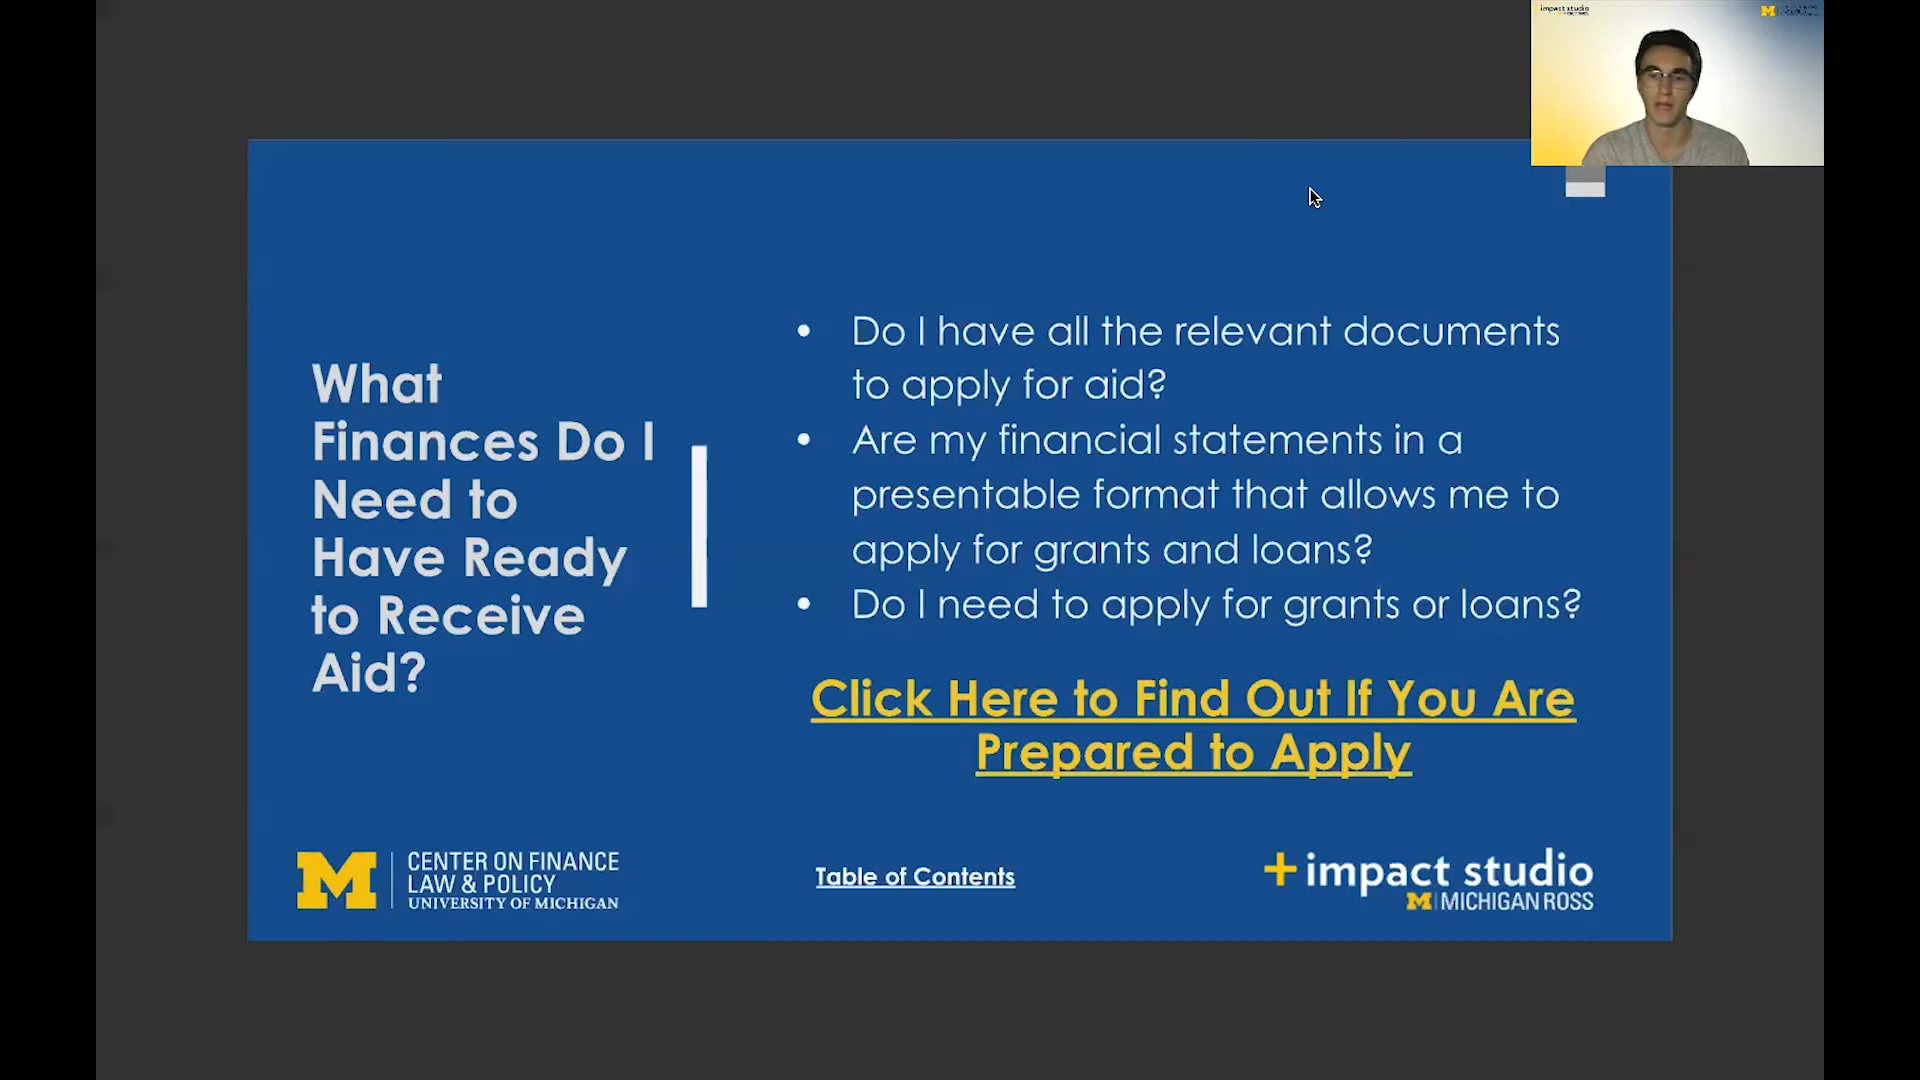 impact studio
What
Finances Do I
Need to
Have Ready
to Receive
Aid?
• Do I have all the relevant documents
to apply for aid?
• Are my financial statements in a
presentable format that allows me to
apply for grants and loans?
• Do I need to apply for grants or loans?
Click Here to Find Out If You Are
Prepared to Apply
M CENTER ON FINANCE
LAW & POLICY
UNIVERSITY OF MICHIGAN
Table of Contents
+impact studio
M MICHIGAN ROSS